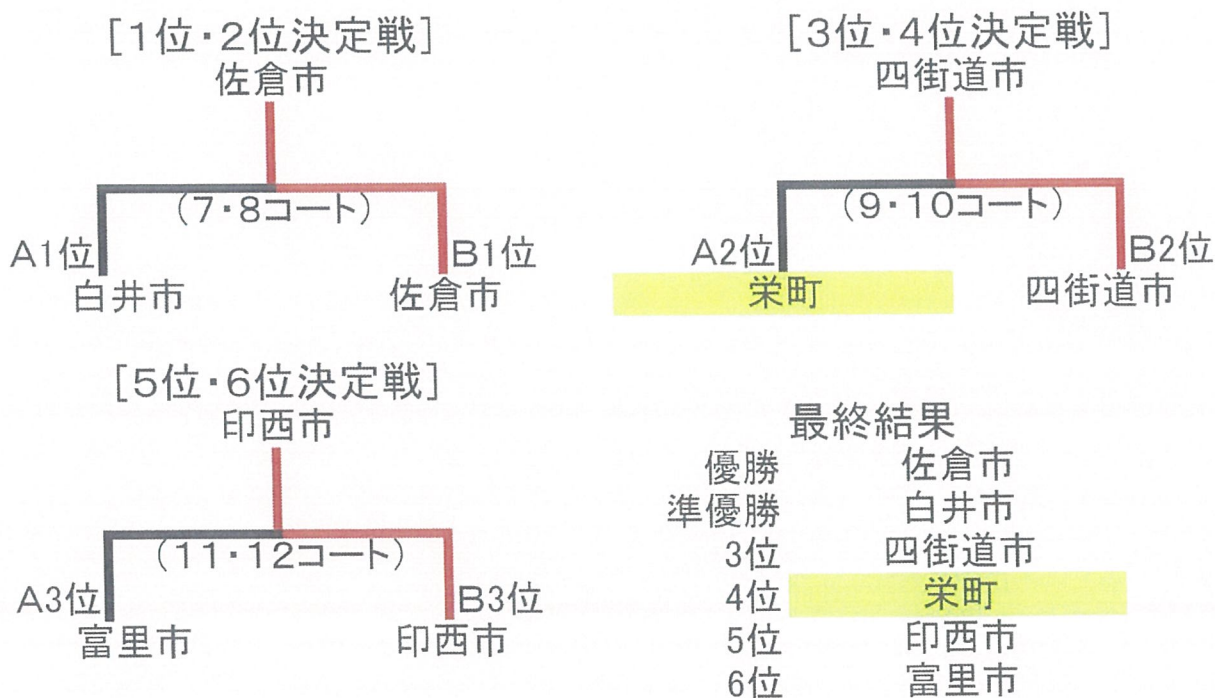 [1位・2位決定戦]
佐倉市
(7・8コート)
A1位
B1位
白井市
佐倉市
[3位・4位決定戦]
四街道市
(9・10コート)
A2位
B2位
栄町
四街道市
[5位・6位決定戦]
印西市
(11・12コート)
A3位
B3位
富里市
印西市
最終結果
優勝 佐倉市
準優勝 白井市
3位 四街道市
4位 栄町
5位 印西市
6位 富里市